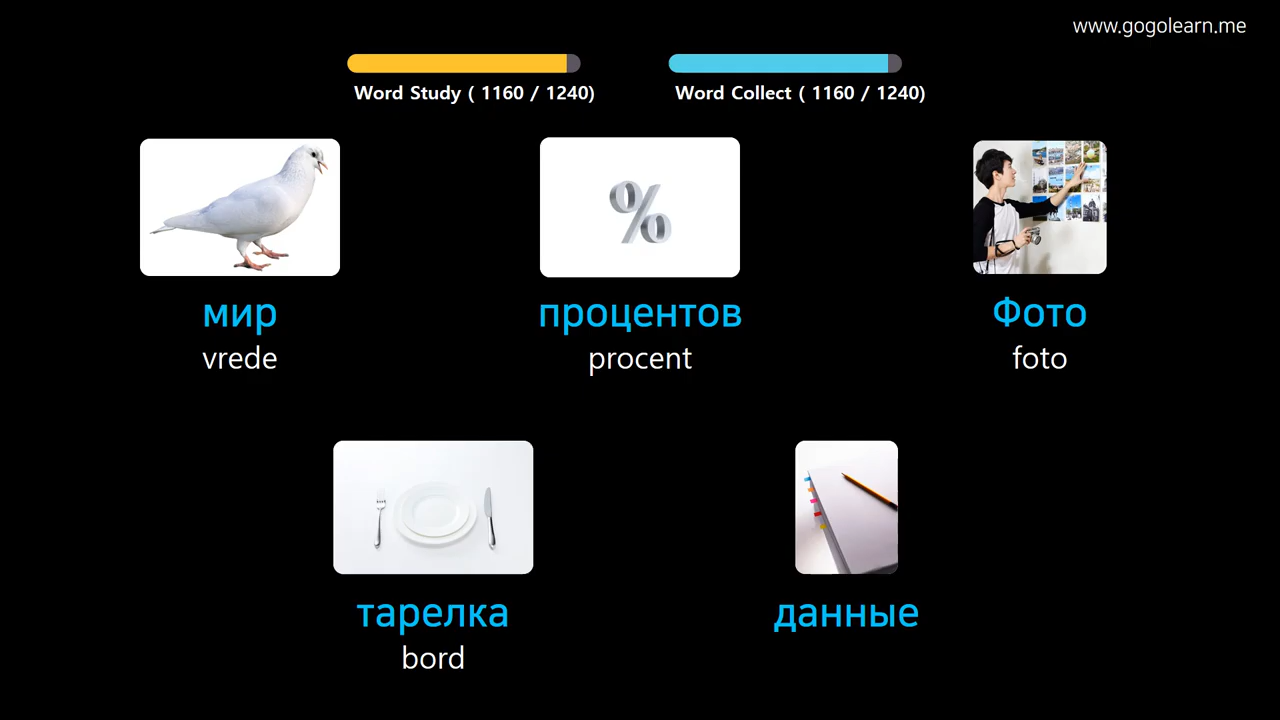 www.gogolearn.me
Word Study ( 1160 / 1240)
Word Collect ( 1160 / 1240)
%
мир
vrede
процентов
procent
Фото
foto
тарелка
bord
данные